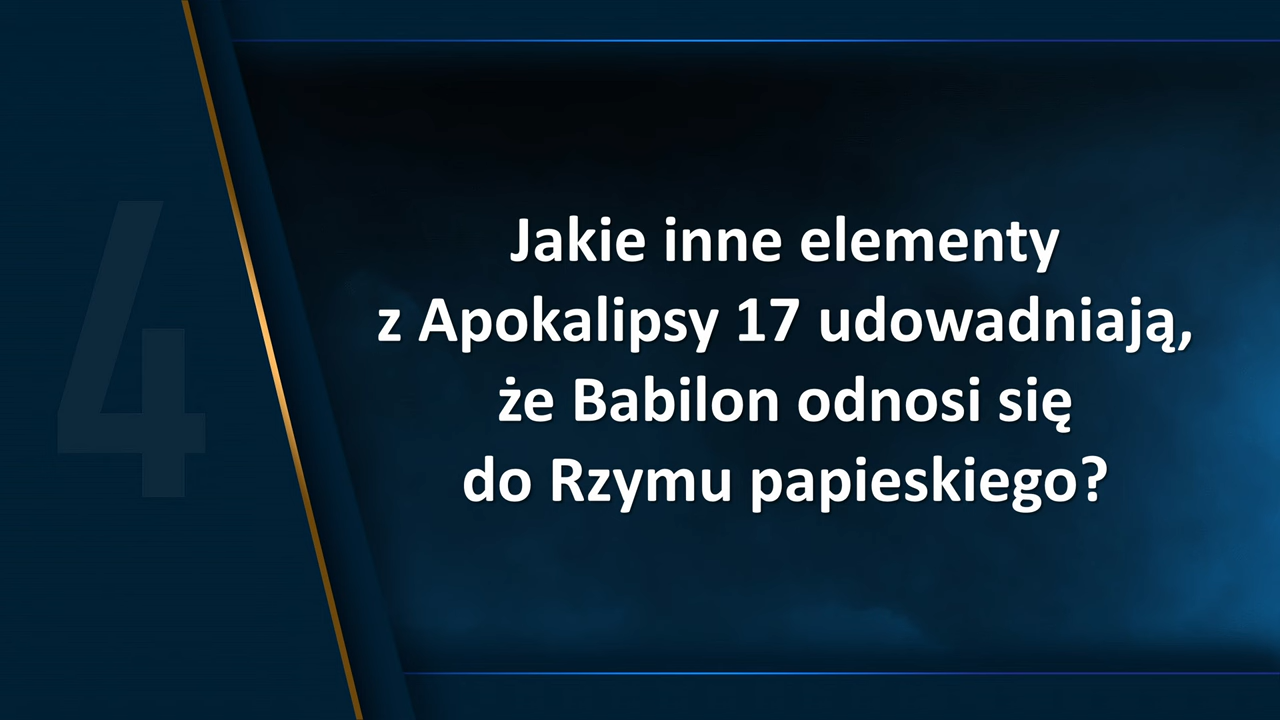 4
Jakie inne elementy
z Apokalipsy 17 udowadniają,
że Babilon odnosi się
do Rzymu papieskiego?